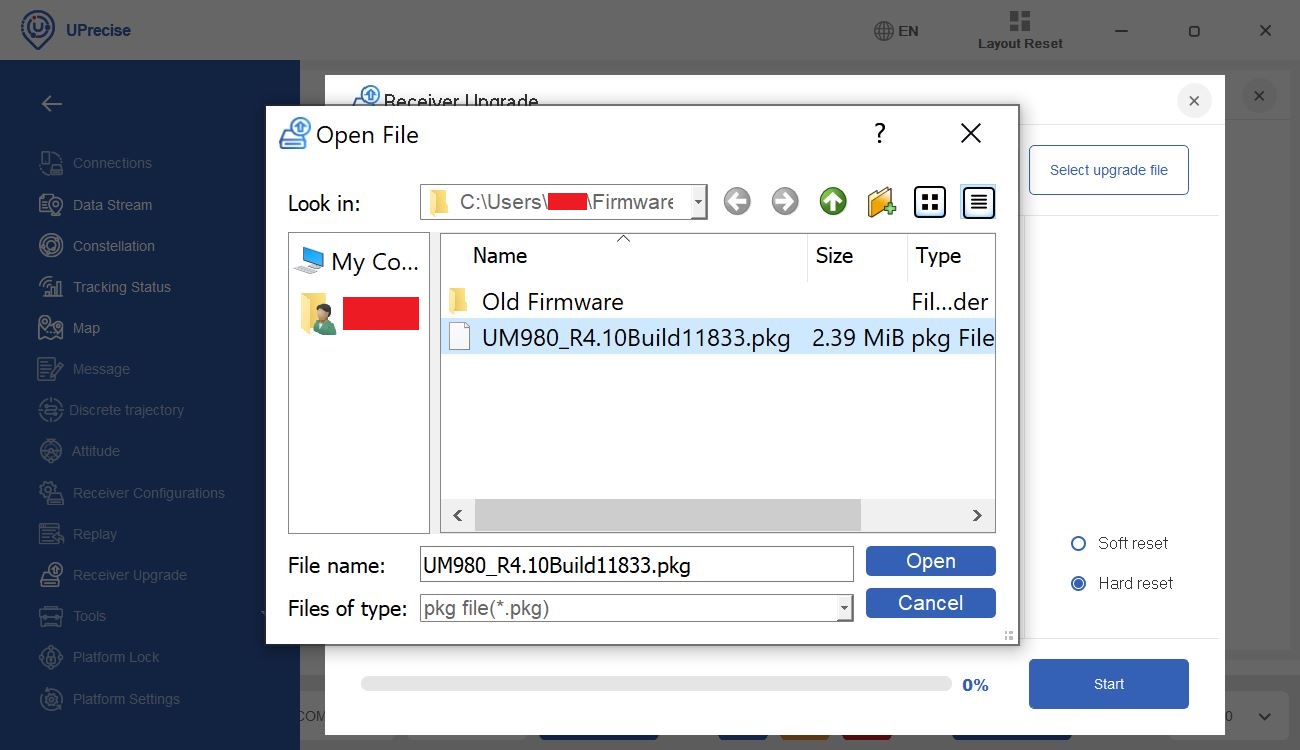 UPrecise
EN
Layout Reset
Receiver Upgrade
Open File
?
Select upgrade file
Look in:
C:\Users\
\Firmware
My Co...
Name
Size
Type
Old Firmware
Fil...der
UM980_R4.10Build11833.pkg
2.39 MiB
pkg File
File name:
UM980_R4.10Build11833.pkg
Open
Files of type:
pkg file(*.pkg)
Cancel
Soft reset
Hard reset
0%
Start
Connections
Data Stream
Constellation
Tracking Status
Map
Message
Discrete trajectory
Attitude
Receiver Configurations
Replay
Receiver Upgrade
Tools
Platform Lock
Platform Settings
COM
0